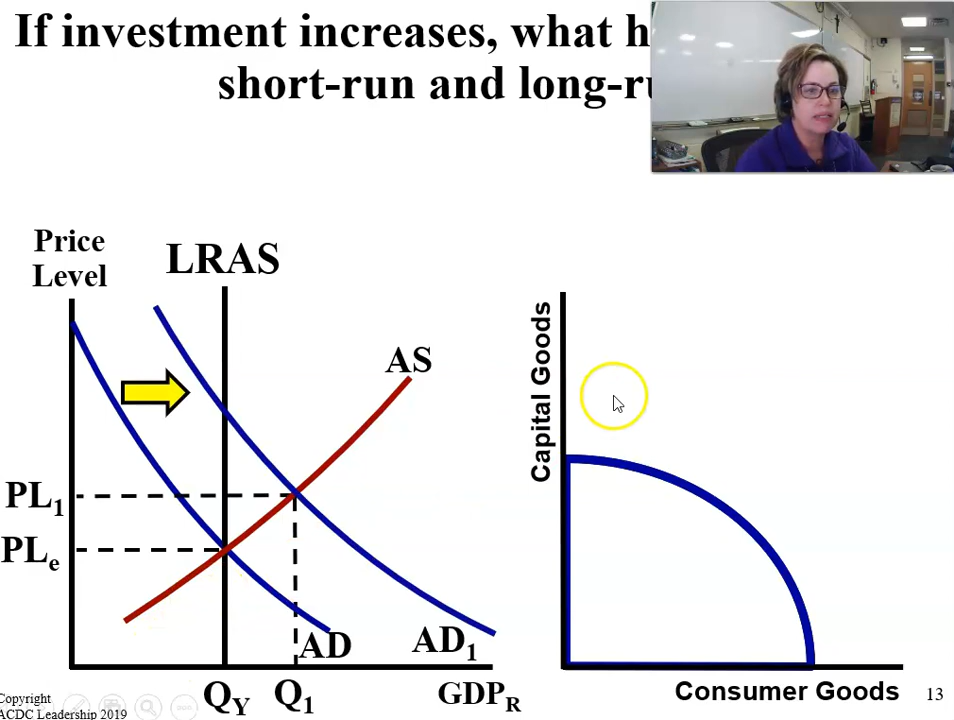 If investment increases, what h
short-run and long-ru
Price
Level
LRAS
AS
PL1
PLe
AD
AD1
QY
Q1
GDPR
Capital Goods
Consumer Goods
13
Copyright
ACDC Leadership 2019